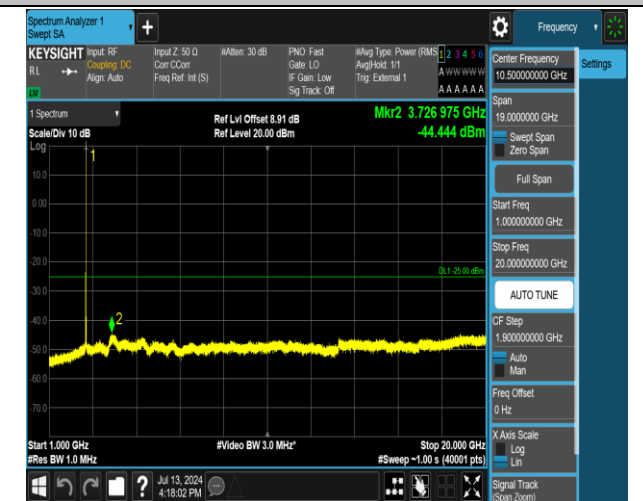 Spectrum Analyzer 1
Swept SA
Frequency
KEYSIGHT
Input: RF
Input Z: 50 Ω
#Atten: 30 dB
PNO: Fast
#Avg Type: Power (RMS
1 2 3 4 5 6
RL
Coupling: DC
Corr CCorr
Gate: LO
Avg|Hold: 1/1
A W W W W W
Align: Auto
Freq Ref: Int (S)
IF Gain: Low
Trig: External 1
Sig Track: Off
A A A A A A
1 Spectrum
Scale/Div 10 dB
Ref Lvl Offset 8.91 dB
Ref Level 20.00 dBm
Mkr2 3.726 975 GHz
-44.444 dBm
Log
1
10.0
0.00
-10.0
-20.0
DL1 -25.00 dBm
-30.0
-40.0
2
-50.0
-60.0
-70.0
Start 1.000 GHz
#Video BW 3.0 MHz*
Stop 20.000 GHz
#Res BW 1.0 MHz
#Sweep ~1.00 s (40001 pts)
Jul 13, 2024
4:18:02 PM
Center Frequency
10.50000000 GHz
Settings
Span
19.0000000 GHz
Swept Span
Zero Span
Full Span
Start Freq
1.000000000 GHz
Stop Freq
20.000000000 GHz
AUTO TUNE
CF Step
1.900000000 GHz
Auto
Man
Freq Offset
0 Hz
X Axis Scale
Log
Lin
Signal Track
(Span Zoom)